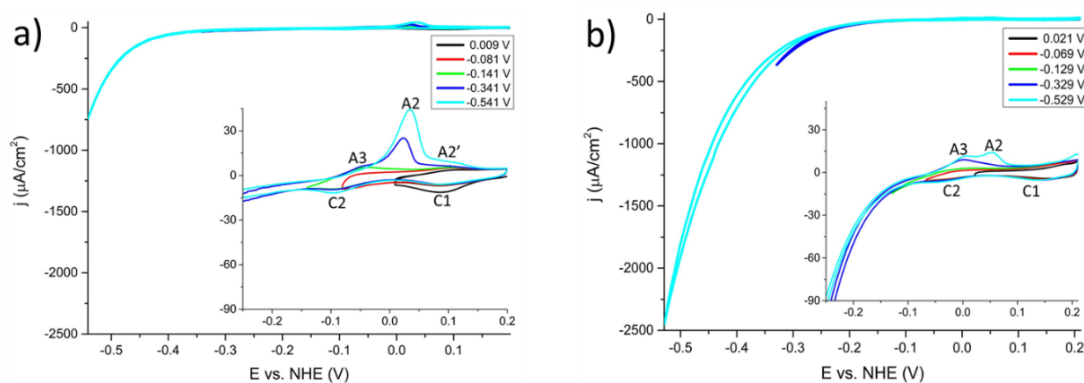 a)
0
-500
-1000
-1500
-2000
-2500
j (μA/cm²)
-0.5 -0.4 -0.3 -0.2 -0.1 0.0 0.1 0.2
E vs. NHE (V)
0.009 V
-0.081 V
-0.141 V
-0.341 V
-0.541 V
30
0
-30
-60
-90
-0.2 -0.1 0.0 0.1 0.2
A2
A3
A2'
C2
C1
b)
0
-500
-1000
-1500
-2000
-2500
j (μA/cm²)
-0.5 -0.4 -0.3 -0.2 -0.1 0.0 0.1 0.2
E vs. NHE (V)
0.021 V
-0.069 V
-0.129 V
-0.329 V
-0.529 V
30
0
-30
-60
-90
-0.2 -0.1 0.0 0.1 0.2
A3
A2
C2
C1